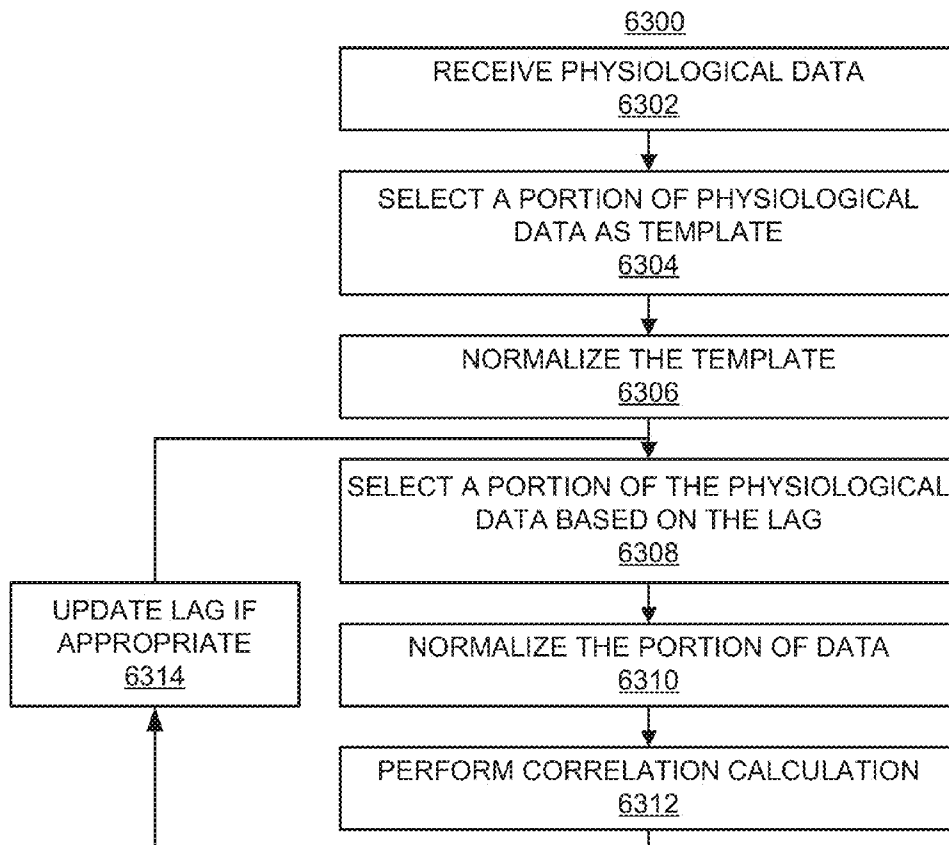 6300
RECEIVE PHYSIOLOGICAL DATA
6302
SELECT A PORTION OF PHYSIOLOGICAL
DATA AS TEMPLATE
6304
NORMALIZE THE TEMPLATE
6306
SELECT A PORTION OF THE PHYSIOLOGICAL
DATA BASED ON THE LAG
6308
UPDATE LAG IF
APPROPRIATE
6314
NORMALIZE THE PORTION OF DATA
6310
PERFORM CORRELATION CALCULATION
6312